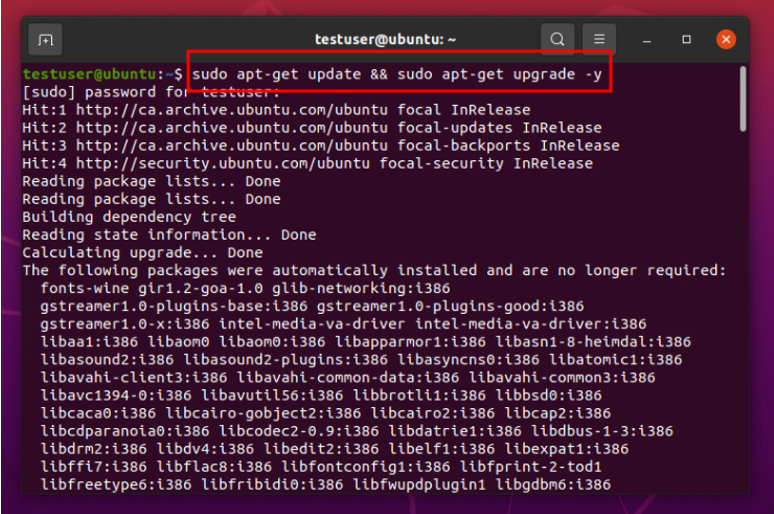 testuser@ubuntu: ~
testuser@ubuntu:~$ sudo apt-get update && sudo apt-get upgrade -y
[sudo] password for testuser:
Hit:1 http://ca.archive.ubuntu.com/ubuntu focal InRelease
Hit:2 http://ca.archive.ubuntu.com/ubuntu focal-updates InRelease
Hit:3 http://ca.archive.ubuntu.com/ubuntu focal-backports InRelease
Hit:4 http://security.ubuntu.com/ubuntu focal-security InRelease
Reading package lists... Done
Reading package lists... Done
Building dependency tree
Reading state information... Done
Calculating upgrade... Done
The following packages were automatically installed and are no longer required:
  fonts-wine gir1.2-goa-1.0 glib-networking:i386
  gstreamer1.0-plugins-base:i386 gstreamer1.0-plugins-good:i386
  gstreamer1.0-x:i386 intel-media-va-driver intel-media-va-driver:i386
  libaa1:i386 libaom0 libaom0:i386 libapparmor1:i386 libasn1-8-heimdal:i386
  libasound2:i386 libasound2-plugins:i386 libasyncns0:i386 libatomic1:i386
  libavahi-client3:i386 libavahi-common-data:i386 libavahi-common3:i386
  libavc1394-0:i386 libavutil56:i386 libbrotli1:i386 libbsd0:i386
  libcaca0:i386 libcairo-gobject2:i386 libcairo2:i386 libcap2:i386
  libcdparanoia0:i386 libcodec2-0.9:i386 libdatrie1:i386 libdbus-1-3:i386
  libdrm2:i386 libdv4:i386 libedit2:i386 libelf1:i386 libexpat1:i386
  libffi7:i386 libflac8:i386 libfontconfig1:i386 libfprint-2-tod1
  libfreetype6:i386 libfribidi0:i386 libfwupdplugin1 libgdbm6:i386